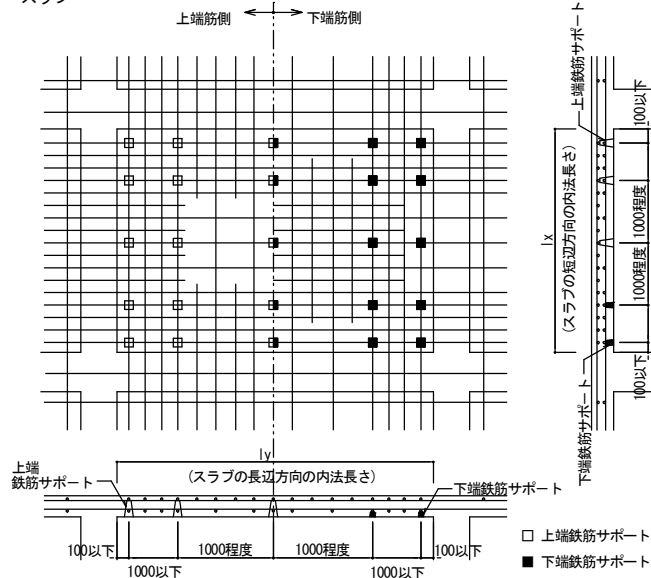 スラブ
上端筋側
下端筋側
上端鉄筋サポート
100以下
1000程度
1000程度
100以下
lx
(スラブの短辺方向の内法長さ)
下端鉄筋サポート
ly
(スラブの長辺方向の内法長さ)
上端
鉄筋サポート
下端鉄筋サポート
100以下
1000以下
1000程度
1000程度
1000以下
100以下
□ 上端鉄筋サポート
■ 下端鉄筋サポート